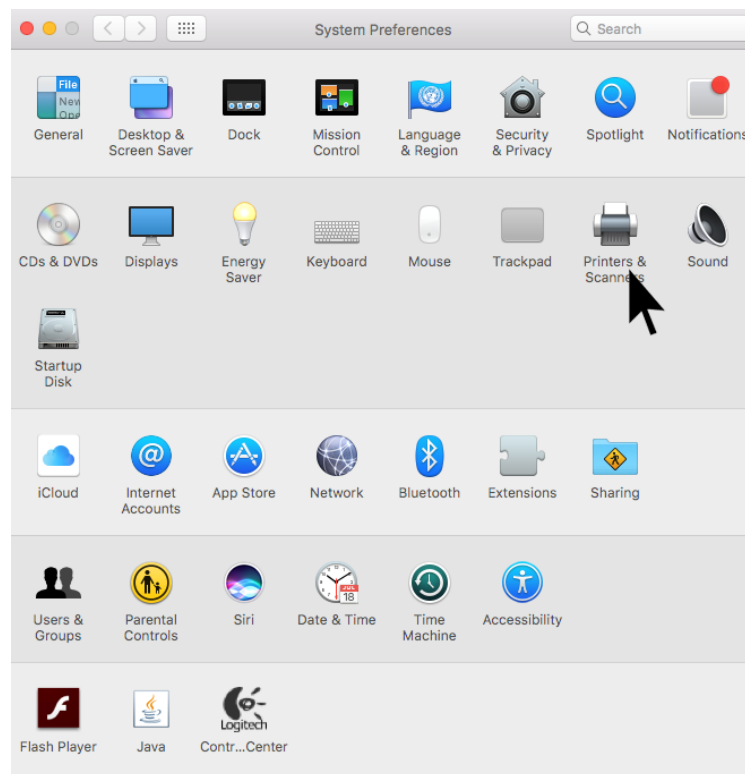 System Preferences
Search
File
New
Ope
General
Desktop &
Screen Saver
Dock
Mission
Control
Language
& Region
Security
& Privacy
Spotlight
Notifications
CDs & DVDs
Displays
Energy
Saver
Keyboard
Mouse
Trackpad
Printers &
Scanners
Sound
Startup
Disk
iCloud
Internet
Accounts
App Store
Network
Bluetooth
Extensions
Sharing
Users &
Groups
Parental
Controls
Siri
JUL
18
Date & Time
Time
Machine
Accessibility
Flash Player
Java
Logitech
Contr...Center